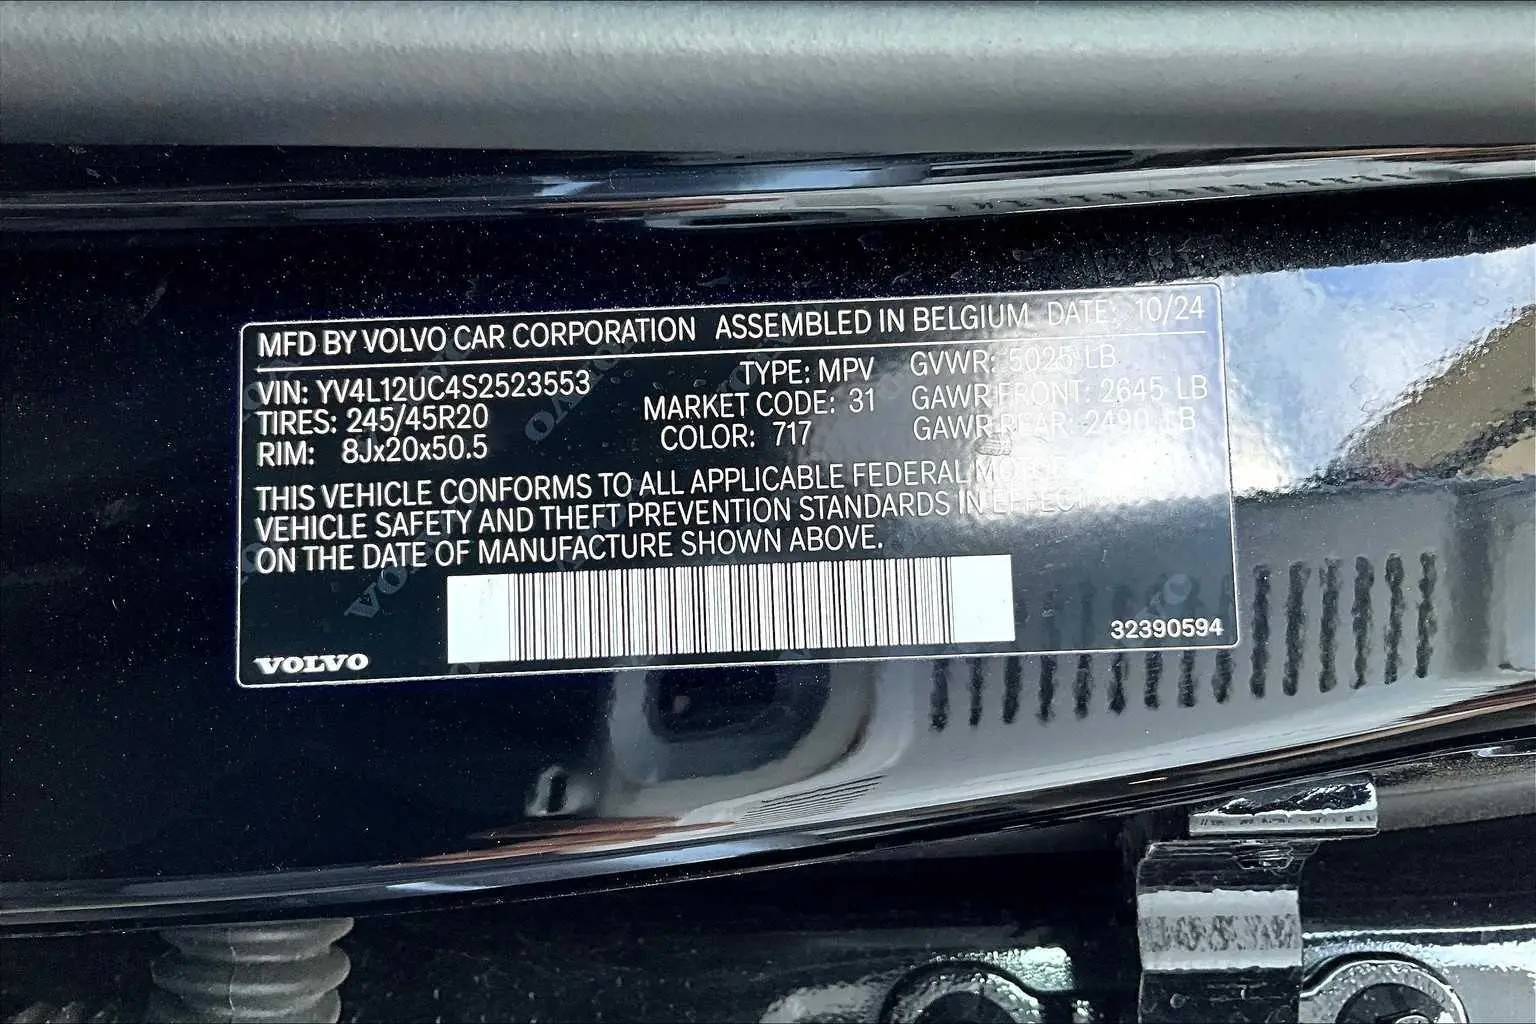 MFD BY VOLVO CAR CORPORATION ASSEMBLED IN BELGIUM DATE: 10/24
VIN: YV4L12UC4S2523553 TYPE: MPV GVWR: 5025 LB
TIRES: 245/45R20 MARKET CODE: 31 GAWR FRONT: 2645 LB
RIM: 8Jx20x50.5 COLOR: 717 GAWR REAR: 2490 LB
THIS VEHICLE CONFORMS TO ALL APPLICABLE FEDERAL MOTOR
VEHICLE SAFETY AND THEFT PREVENTION STANDARDS IN EFFECT
ON THE DATE OF MANUFACTURE SHOWN ABOVE.
VOLVO
32390594